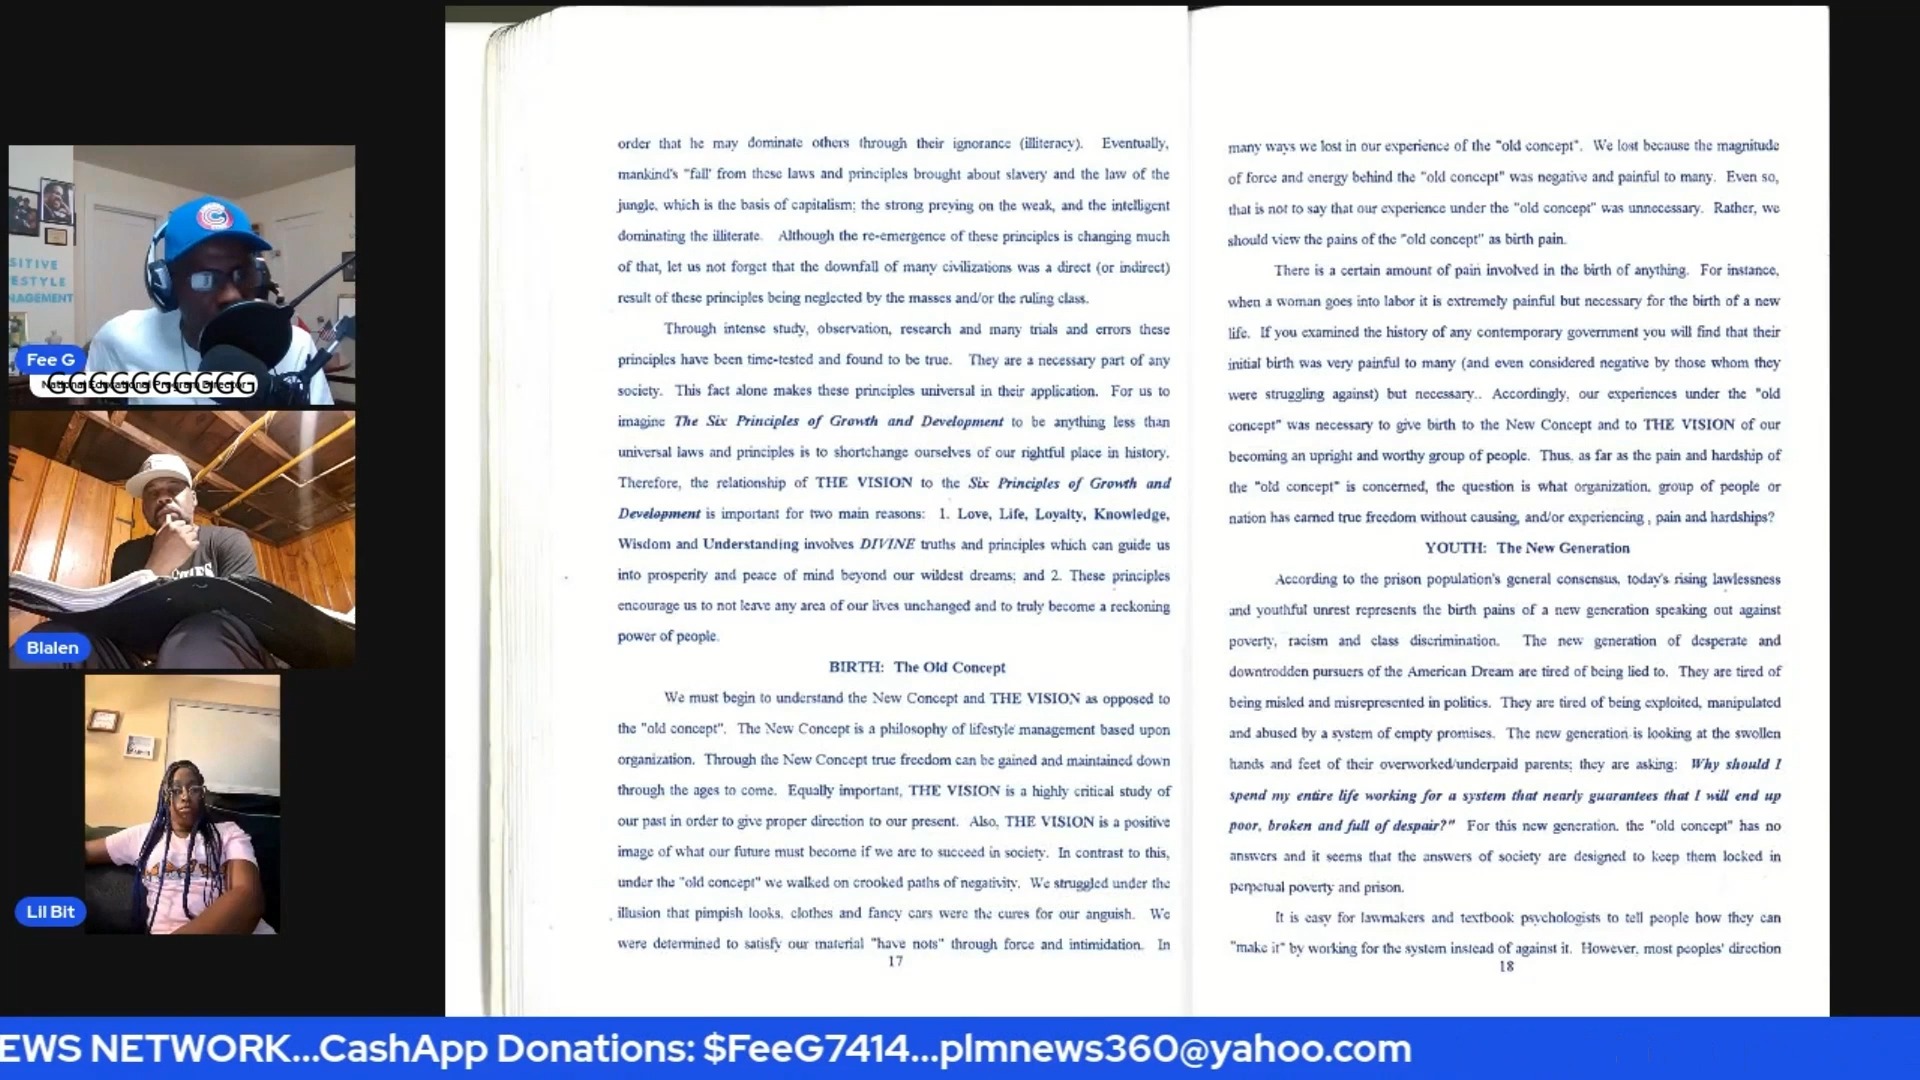 SITIVE
ESTYLE
NAGEMENT
Fee G
National Educational Program Director
GGGGGGGGGG
Blalen
Lil Bit
order that he may dominate others through their ignorance (illiteracy). Eventually,
mankind's "fall' from these laws and principles brought about slavery and the law of the
jungle, which is the basis of capitalism; the strong preying on the weak, and the intelligent
dominating the illiterate. Although the re-emergence of these principles is changing much
of that, let us not forget that the downfall of many civilizations was a direct (or indirect)
result of these principles being neglected by the masses and/or the ruling class.
Through intense study, observation, research and many trials and errors these
principles have been time-tested and found to be true. They are a necessary part of any
society. This fact alone makes these principles universal in their application. For us to
imagine The Six Principles of Growth and Development to be anything less than
universal laws and principles is to shortchange ourselves of our rightful place in history.
Therefore, the relationship of THE VISION to the Six Principles of Growth and
Development is important for two main reasons: 1. Love, Life, Loyalty, Knowledge,
Wisdom and Understanding involves DIVINE truths and principles which can guide us
into prosperity and peace of mind beyond our wildest dreams; and 2. These principles
encourage us to not leave any area of our lives unchanged and to truly become a reckoning
power of people.
BIRTH: The Old Concept
We must begin to understand the New Concept and THE VISION as opposed to
the "old concept". The New Concept is a philosophy of lifestyle management based upon
organization. Through the New Concept true freedom can be gained and maintained down
through the ages to come. Equally important, THE VISION is a highly critical study of
our past in order to give proper direction to our present. Also, THE VISION is a positive
image of what our future must become if we are to succeed in society. In contrast to this,
under the "old concept" we walked on crooked paths of negativity. We struggled under the
illusion that pimpish looks, clothes and fancy cars were the cures for our anguish. We
were determined to satisfy our material "have nots" through force and intimidation. In
17
many ways we lost in our experience of the "old concept". We lost because the magnitude
of force and energy behind the "old concept" was negative and painful to many. Even so,
that is not to say that our experience under the "old concept" was unnecessary. Rather, we
should view the pains of the "old concept" as birth pain.
There is a certain amount of pain involved in the birth of anything. For instance,
when a woman goes into labor it is extremely painful but necessary for the birth of a new
life. If you examined the history of any contemporary government you will find that their
initial birth was very painful to many (and even considered negative by those whom they
were struggling against) but necessary.. Accordingly, our experiences under the "old
concept" was necessary to give birth to the New Concept and to THE VISION of our
becoming an upright and worthy group of people. Thus, as far as the pain and hardship of
the "old concept" is concerned, the question is what organization, group of people or
nation has earned true freedom without causing, and/or experiencing , pain and hardships?
YOUTH: The New Generation
According to the prison population's general consensus, today's rising lawlessness
and youthful unrest represents the birth pains of a new generation speaking out against
poverty, racism and class discrimination. The new generation of desperate and
downtrodden pursuers of the American Dream are tired of being lied to. They are tired of
being misled and misrepresented in politics. They are tired of being exploited, manipulated
and abused by a system of empty promises. The new generation is looking at the swollen
hands and feet of their overworked/underpaid parents; they are asking: Why should I
spend my entire life working for a system that nearly guarantees that I will end up
poor, broken and full of despair?" For this new generation, the "old concept" has no
answers and it seems that the answers of society are designed to keep them locked in
perpetual poverty and prison.
It is easy for lawmakers and textbook psychologists to tell people how they can
"make it" by working for the system instead of against it. However, most peoples' direction
18
EWS NETWORK...CashApp Donations: $FeeG7414...plmnews360@yahoo.com